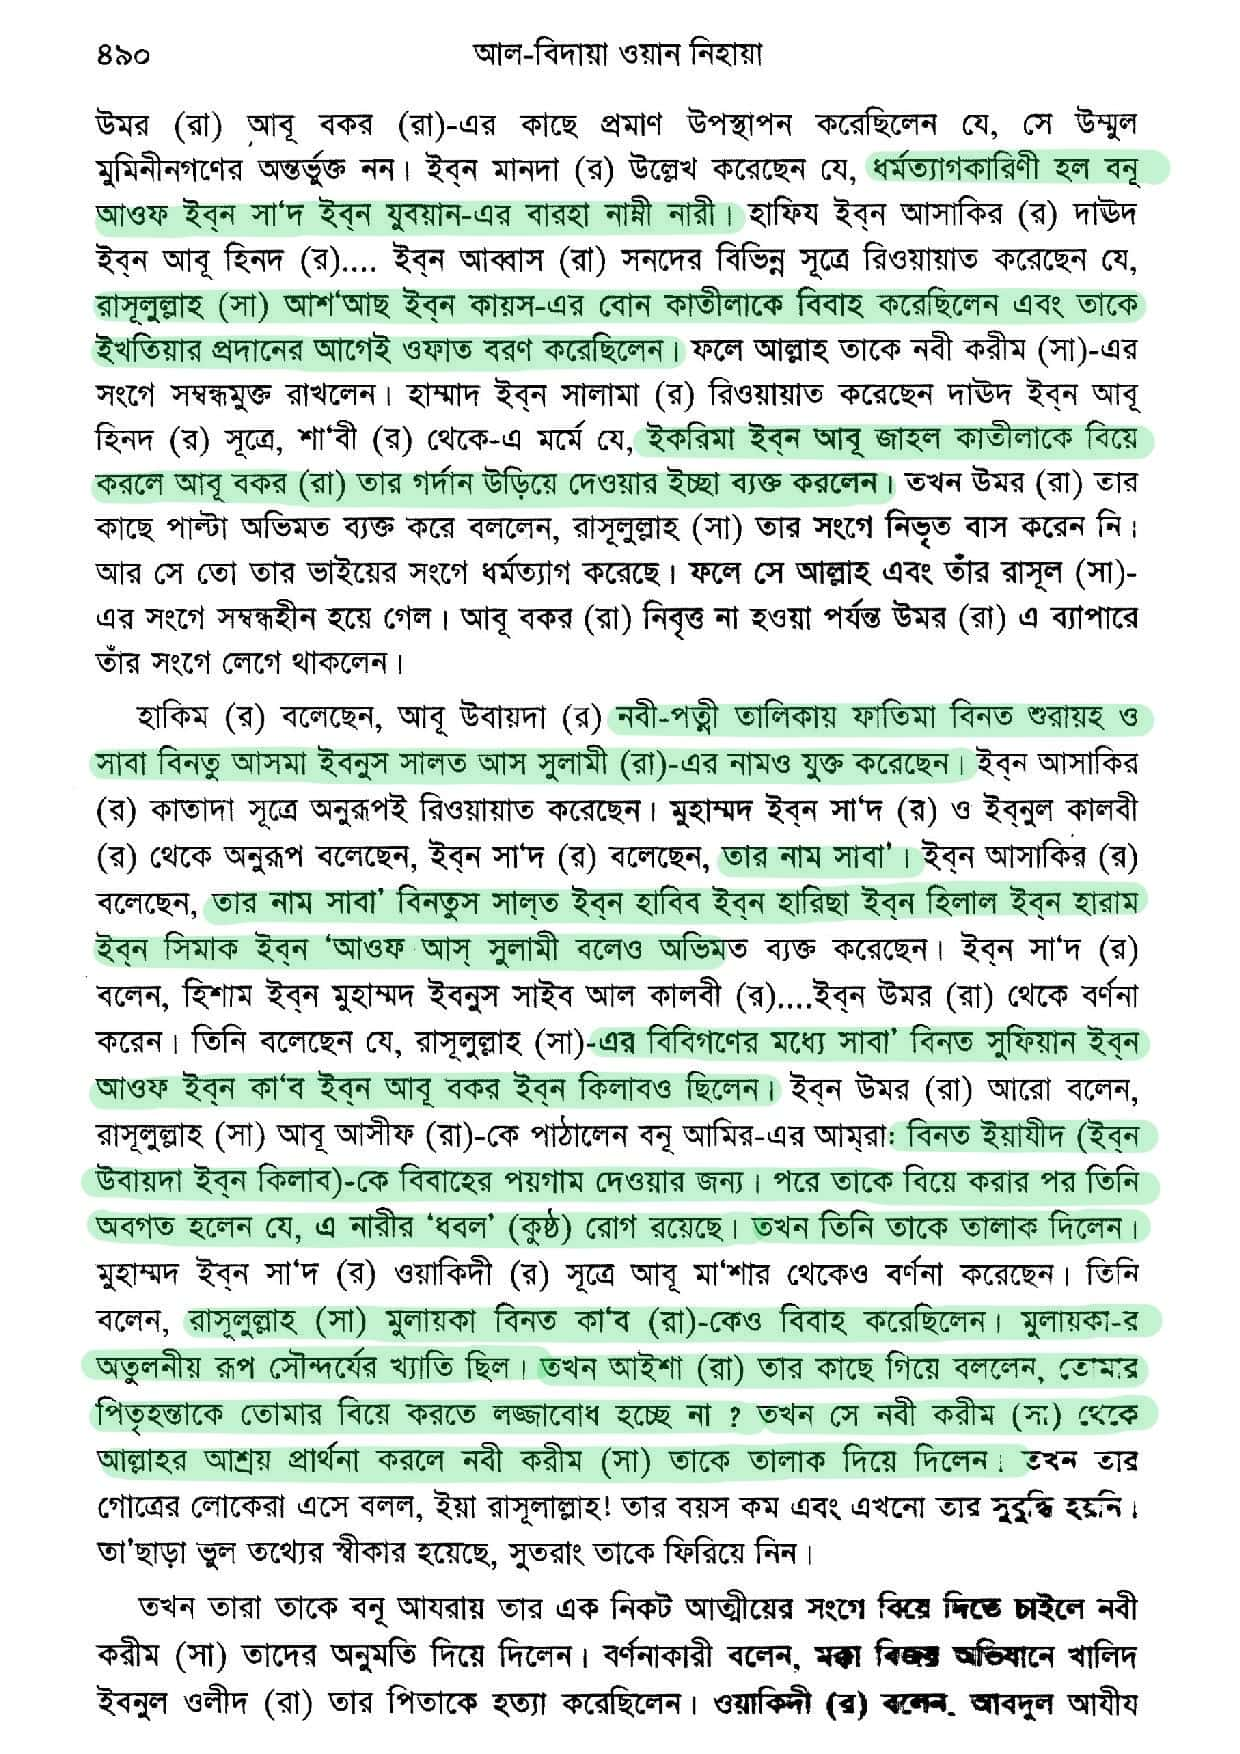 ৪৯০
আল-বিদায়া ওয়ান নিহায়া
উমর (রা) আবূ বকর (রা)-এর কাছে প্রমাণ উপস্থাপন করেছিলেন যে, সে উম্মুল
মুমিনীনগণের অন্তর্ভুক্ত নন। ইব্‌ন মানদা (র) উল্লেখ করেছেন যে, ধর্মত্যাগকারিণী হল বনূ
আওফ ইব্‌ন সা‘দ ইব্‌ন যুবয়ান-এর বারহা নাম্নী নারী। হাফিয ইব্‌ন আসাকির (র) দাঊদ
ইব্‌ন আবূ হিনদ (র).... ইব্‌ন আব্বাস (রা) সনদের বিভিন্ন সূত্রে রিওয়ায়াত করেছেন যে,
রাসূলুল্লাহ (সা) আশ‘আছ ইব্‌ন কায়স-এর বোন কাতীলাকে বিবাহ করেছিলেন এবং তাকে
ইখতিয়ার প্রদানের আগেই ওফাত বরণ করেছিলেন। ফলে আল্লাহ তাকে নবী করীম (সা)-এর
সংগে সম্বন্ধমুক্ত রাখলেন। হাম্মাদ ইব্‌ন সালামা (র) রিওয়ায়াত করেছেন দাঊদ ইব্‌ন আবূ
হিনদ (র) সূত্রে, শা‘বী (র) থেকে-এ মর্মে যে, ইকরিমা ইব্‌ন আবূ জাহল কাতীলাকে বিয়ে
করলে আবূ বকর (রা) তার গর্দান উড়িয়ে দেওয়ার ইচ্ছা ব্যক্ত করলেন। তখন উমর (রা) তার
কাছে পাল্টা অভিমত ব্যক্ত করে বললেন, রাসূলুল্লাহ (সা) তার সংগে নিভৃত বাস করেন নি।
আর সে তো তার ভাইয়ের সংগে ধর্মত্যাগ করেছে। ফলে সে আল্লাহ এবং তাঁর রাসূল (সা)-
এর সংগে সম্বন্ধহীন হয়ে গেল। আবূ বকর (রা) নিবৃত্ত না হওয়া পর্যন্ত উমর (রা) এ ব্যাপারে
তাঁর সংগে লেগে থাকলেন।
হাকিম (র) বলেছেন, আবূ উবায়দা (র) নবী-পত্নী তালিকায় ফাতিমা বিনত শুরায়হ ও
সাবা বিনতু আসমা ইবনুস সালত আস সুলামী (রা)-এর নামও যুক্ত করেছেন। ইব্‌ন আসাকির
(র) কাতাদা সূত্রে অনুরূপই রিওয়ায়াত করেছেন। মুহাম্মদ ইব্‌ন সা‘দ (র) ও ইব্‌নুল কালবী
(র) থেকে অনুরূপ বলেছেন, ইব্‌ন সা‘দ (র) বলেছেন, তার নাম সাবা’। ইব্‌ন আসাকির (র)
বলেছেন, তার নাম সাবা’ বিনতুস সাল্‌ত ইব্‌ন হাবিব ইব্‌ন হারিছা ইব্‌ন হিলাল ইব্‌ন হারাম
ইব্‌ন সিমাক ইব্‌ন ‘আওফ আস্ সুলামী বলেও অভিমত ব্যক্ত করেছেন। ইব্‌ন সা‘দ (র)
বলেন, হিশাম ইব্‌ন মুহাম্মদ ইবনুস সাইব আল কালবী (র)....ইব্‌ন উমর (রা) থেকে বর্ণনা
করেন। তিনি বলেছেন যে, রাসূলুল্লাহ (সা)-এর বিবিগণের মধ্যে সাবা’ বিনত সুফিয়ান ইব্‌ন
আওফ ইব্‌ন কা‘ব ইব্‌ন আবূ বকর ইব্‌ন কিলাবও ছিলেন। ইব্‌ন উমর (রা) আরো বলেন,
রাসূলুল্লাহ (সা) আবূ আসীফ (রা)-কে পাঠালেন বনূ আমির-এর আম্‌রাঃ বিনত ইয়াযীদ (ইব্‌ন
উবায়দা ইব্‌ন কিলাব)-কে বিবাহের পয়গাম দেওয়ার জন্য। পরে তাকে বিয়ে করার পর তিনি
অবগত হলেন যে, এ নারীর ‘ধবল’ (কুষ্ঠ) রোগ রয়েছে। তখন তিনি তাকে তালাক দিলেন।
মুহাম্মদ ইব্‌ন সা‘দ (র) ওয়াকিদী (র) সূত্রে আবূ মা‘শার থেকেও বর্ণনা করেছেন। তিনি
বলেন, রাসূলুল্লাহ (সা) মুলায়কা বিনত কা‘ব (রা)-কেও বিবাহ করেছিলেন। মুলায়কা-র
অতুলনীয় রূপ সৌন্দর্যের খ্যাতি ছিল। তখন আইশা (রা) তার কাছে গিয়ে বললেন, তোমার
পিতৃহন্তাকে তোমার বিয়ে করতে লজ্জাবোধ হচ্ছে না ? তখন সে নবী করীম (সা) থেকে
আল্লাহর আশ্রয় প্রার্থনা করলে নবী করীম (সা) তাকে তালাক দিয়ে দিলেন। তখন তার
গোত্রের লোকেরা এসে বলল, ইয়া রাসূলাল্লাহ! তার বয়স কম এবং এখনো তার সুবুদ্ধি হয়নি।
তা’ছাড়া ভুল তথ্যের স্বীকার হয়েছে, সুতরাং তাকে ফিরিয়ে নিন।
তখন তারা তাকে বনূ আযরায় তার এক নিকট আত্মীয়ের সংগে বিয়ে দিতে চাইলে নবী
করীম (সা) তাদের অনুমতি দিয়ে দিলেন। বর্ণনাকারী বলেন, মক্কা বিজয় অভিযানে খালিদ
ইবনুল ওলীদ (রা) তার পিতাকে হত্যা করেছিলেন। ওয়াকিদী (র) বলেন, আবদুল আযীয